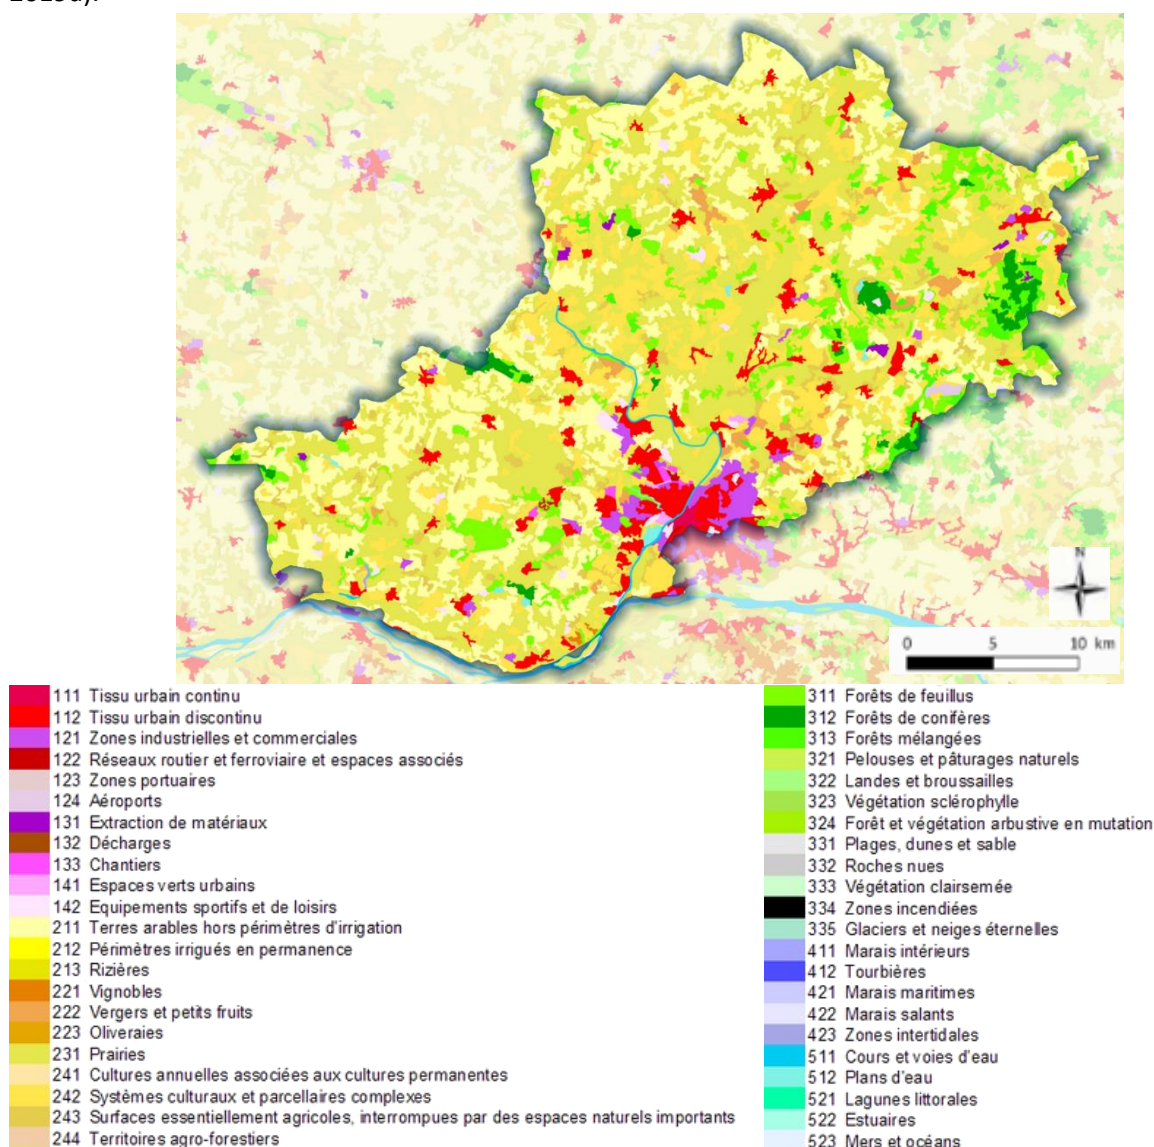 N
0 5 10 km
111 Tissu urbain continu
112 Tissu urbain discontinu
121 Zones industrielles et commerciales
122 Réseaux routier et ferroviaire et espaces associés
123 Zones portuaires
124 Aéroports
131 Extraction de matériaux
132 Décharges
133 Chantiers
141 Espaces verts urbains
142 Equipements sportifs et de loisirs
211 Terres arables hors périmètres d'irrigation
212 Périmètres irrigués en permanence
213 Rizières
221 Vignobles
222 Vergers et petits fruits
223 Oliveraies
231 Prairies
241 Cultures annuelles associées aux cultures permanentes
242 Systèmes culturaux et parcellaires complexes
243 Surfaces essentiellement agricoles, interrompues par des espaces naturels importants
244 Territoires agro-forestiers
311 Forêts de feuillus
312 Forêts de conifères
313 Forêts mélangées
321 Pelouses et pâturages naturels
322 Landes et broussailles
323 Végétation sclérophylle
324 Forêt et végétation arbustive en mutation
331 Plages, dunes et sable
332 Roches nues
333 Végétation clairsemée
334 Zones incendiées
335 Glaciers et neiges éternelles
411 Marais intérieurs
412 Tourbières
421 Marais maritimes
422 Marais salants
423 Zones intertidales
511 Cours et voies d'eau
512 Plans d'eau
521 Lagunes littorales
522 Estuaires
523 Mers et océans